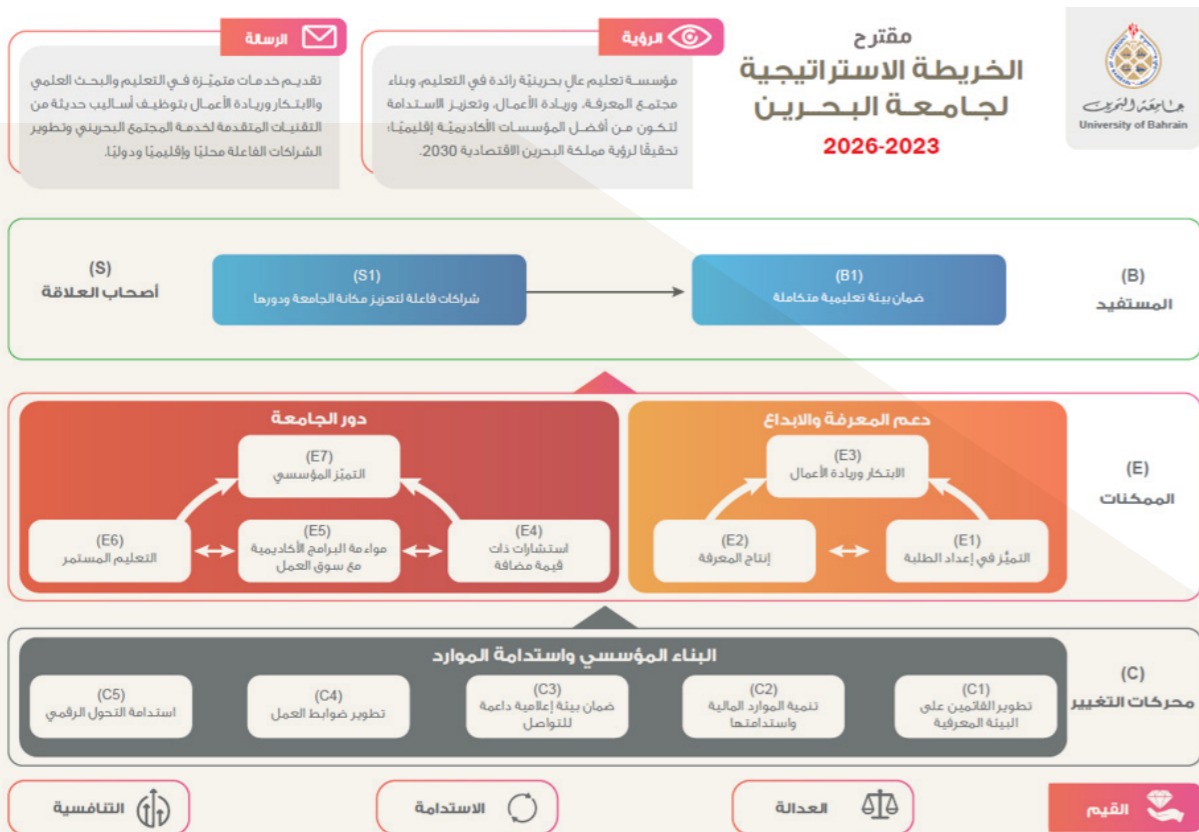 مقترح
الخريطة الاستراتيجية
لجامعة البحرين
2026-2023
جامعة البحرين
University of Bahrain
الرؤية
مؤسسة تعليم عالٍ بحرينيّة رائدة في التعليم، وبناء
مجتمع المعرفة، وريادة الأعمال، وتعزيز الاستدامة
لتكون من أفضل المؤسسات الأكاديميّة إقليميًا؛
تحقيقًا لرؤية مملكة البحرين الاقتصادية 2030.
الرسالة
تقديم خدمات متميّزة في التعليم والبحث العلمي
والابتكار وريادة الأعمال بتوظيف أساليب حديثة من
التقنيات المتقدمة لخدمة المجتمع البحريني وتطوير
الشراكات الفاعلة محليًا وإقليميًا ودوليًا.
(B)
المستفيد
(B1)
ضمان بيئة تعليمية متكاملة
(S1)
شراكات فاعلة لتعزيز مكانة الجامعة ودورها
(S)
أصحاب العلاقة
(E)
الممكنات
دعم المعرفة والابداع
(E3)
الابتكار وريادة الأعمال
(E1)
التميُّز في إعداد الطلبة
(E2)
إنتاج المعرفة
دور الجامعة
(E7)
التميّز المؤسسي
(E4)
استشارات ذات
قيمة مضافة
(E5)
مواءمة البرامج الأكاديمية
مع سوق العمل
(E6)
التعليم المستمر
(C)
محركات التغيير
البناء المؤسسي واستدامة الموارد
(C1)
تطوير القائمين على
البيئة المعرفية
(C2)
تنمية الموارد المالية
واستدامتها
(C3)
ضمان بيئة إعلامية داعمة
للتواصل
(C4)
تطوير ضوابط العمل
(C5)
استدامة التحول الرقمي
القيم
العدالة
الاستدامة
التنافسية